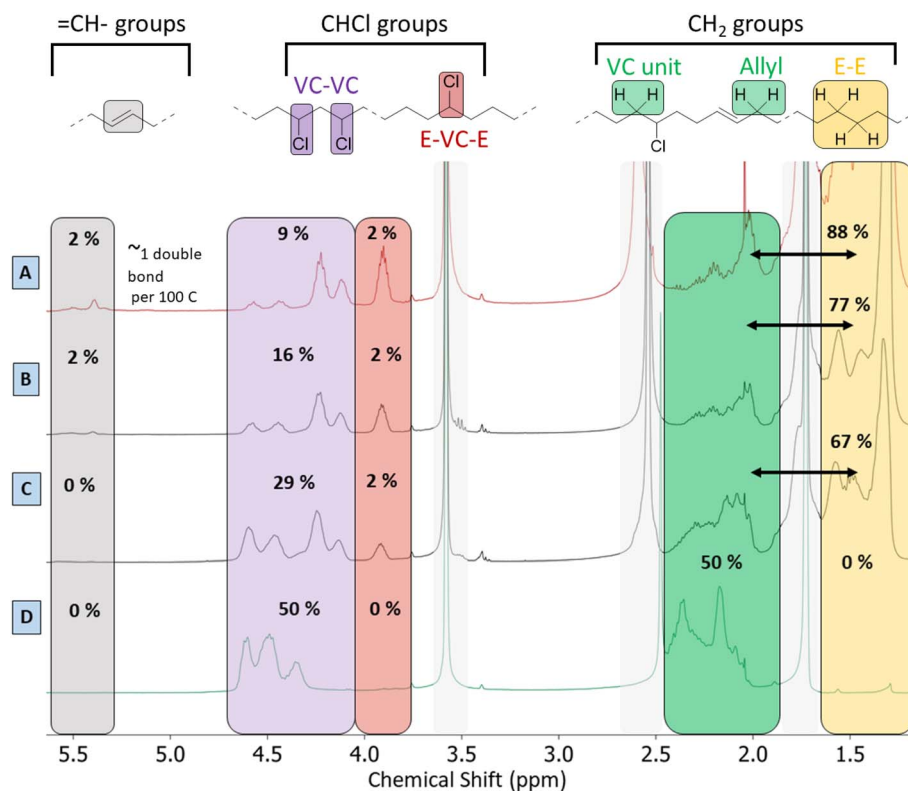 =CH- groups
CHCl groups
CH2 groups
VC-VC
Cl
VC unit
Allyl
E-E
H H
H H
H H
Cl Cl
E-VC-E
Cl
H H
2 %
~1 double
bond
per 100 C
9 %
2 %
88 %
A
77 %
2 %
16 %
2 %
B
67 %
0 %
29 %
2 %
C
50 %
0 %
0 %
50 %
0 %
D
5.5 5.0 4.5 4.0 3.5 3.0 2.5 2.0 1.5
Chemical Shift (ppm)